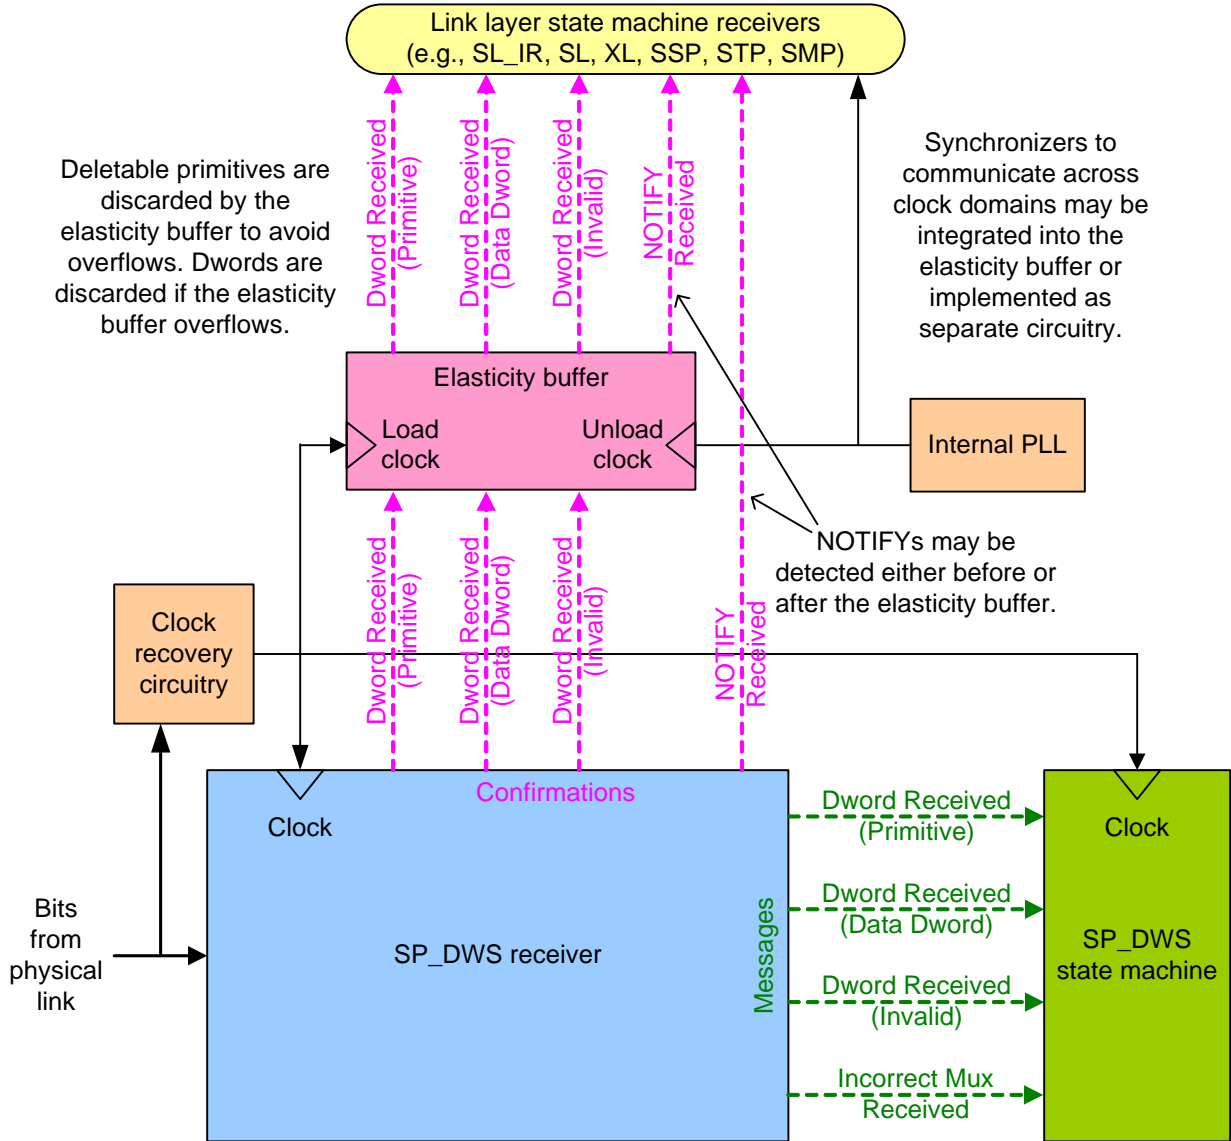 Link layer state machine receivers
(e.g., SL_IR, SL, XL, SSP, STP, SMP)
Deletable primitives are
discarded by the
elasticity buffer to avoid
overflows. Dwords are
discarded if the elasticity
buffer overflows.
Dword Received
(Primitive)
Dword Received
(Data Dword)
Dword Received
(Invalid)
NOTIFY
Received
Synchronizers to
communicate across
clock domains may be
integrated into the
elasticity buffer or
implemented as
separate circuitry.
Elasticity buffer
Load
clock
Unload
clock
Internal PLL
NOTIFYs may be
detected either before or
after the elasticity buffer.
Clock
recovery
circuitry
Dword Received
(Primitive)
Dword Received
(Data Dword)
Dword Received
(Invalid)
NOTIFY
Received
Confirmations
Clock
Bits
from
physical
link
SP_DWS receiver
Messages
Dword Received
(Primitive)
Dword Received
(Data Dword)
Dword Received
(Invalid)
Incorrect Mux
Received
Clock
SP_DWS
state machine